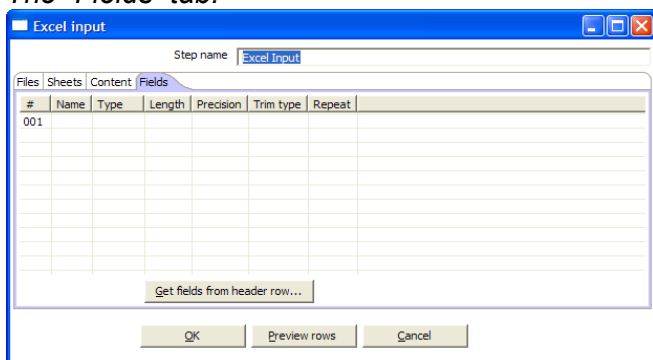 The "Fields" tab:
Excel input
Step name Excel Input
Files Sheets Content Fields
# Name Type Length Precision Trim type Repeat
001
Get fields from header row...
OK Preview rows Cancel